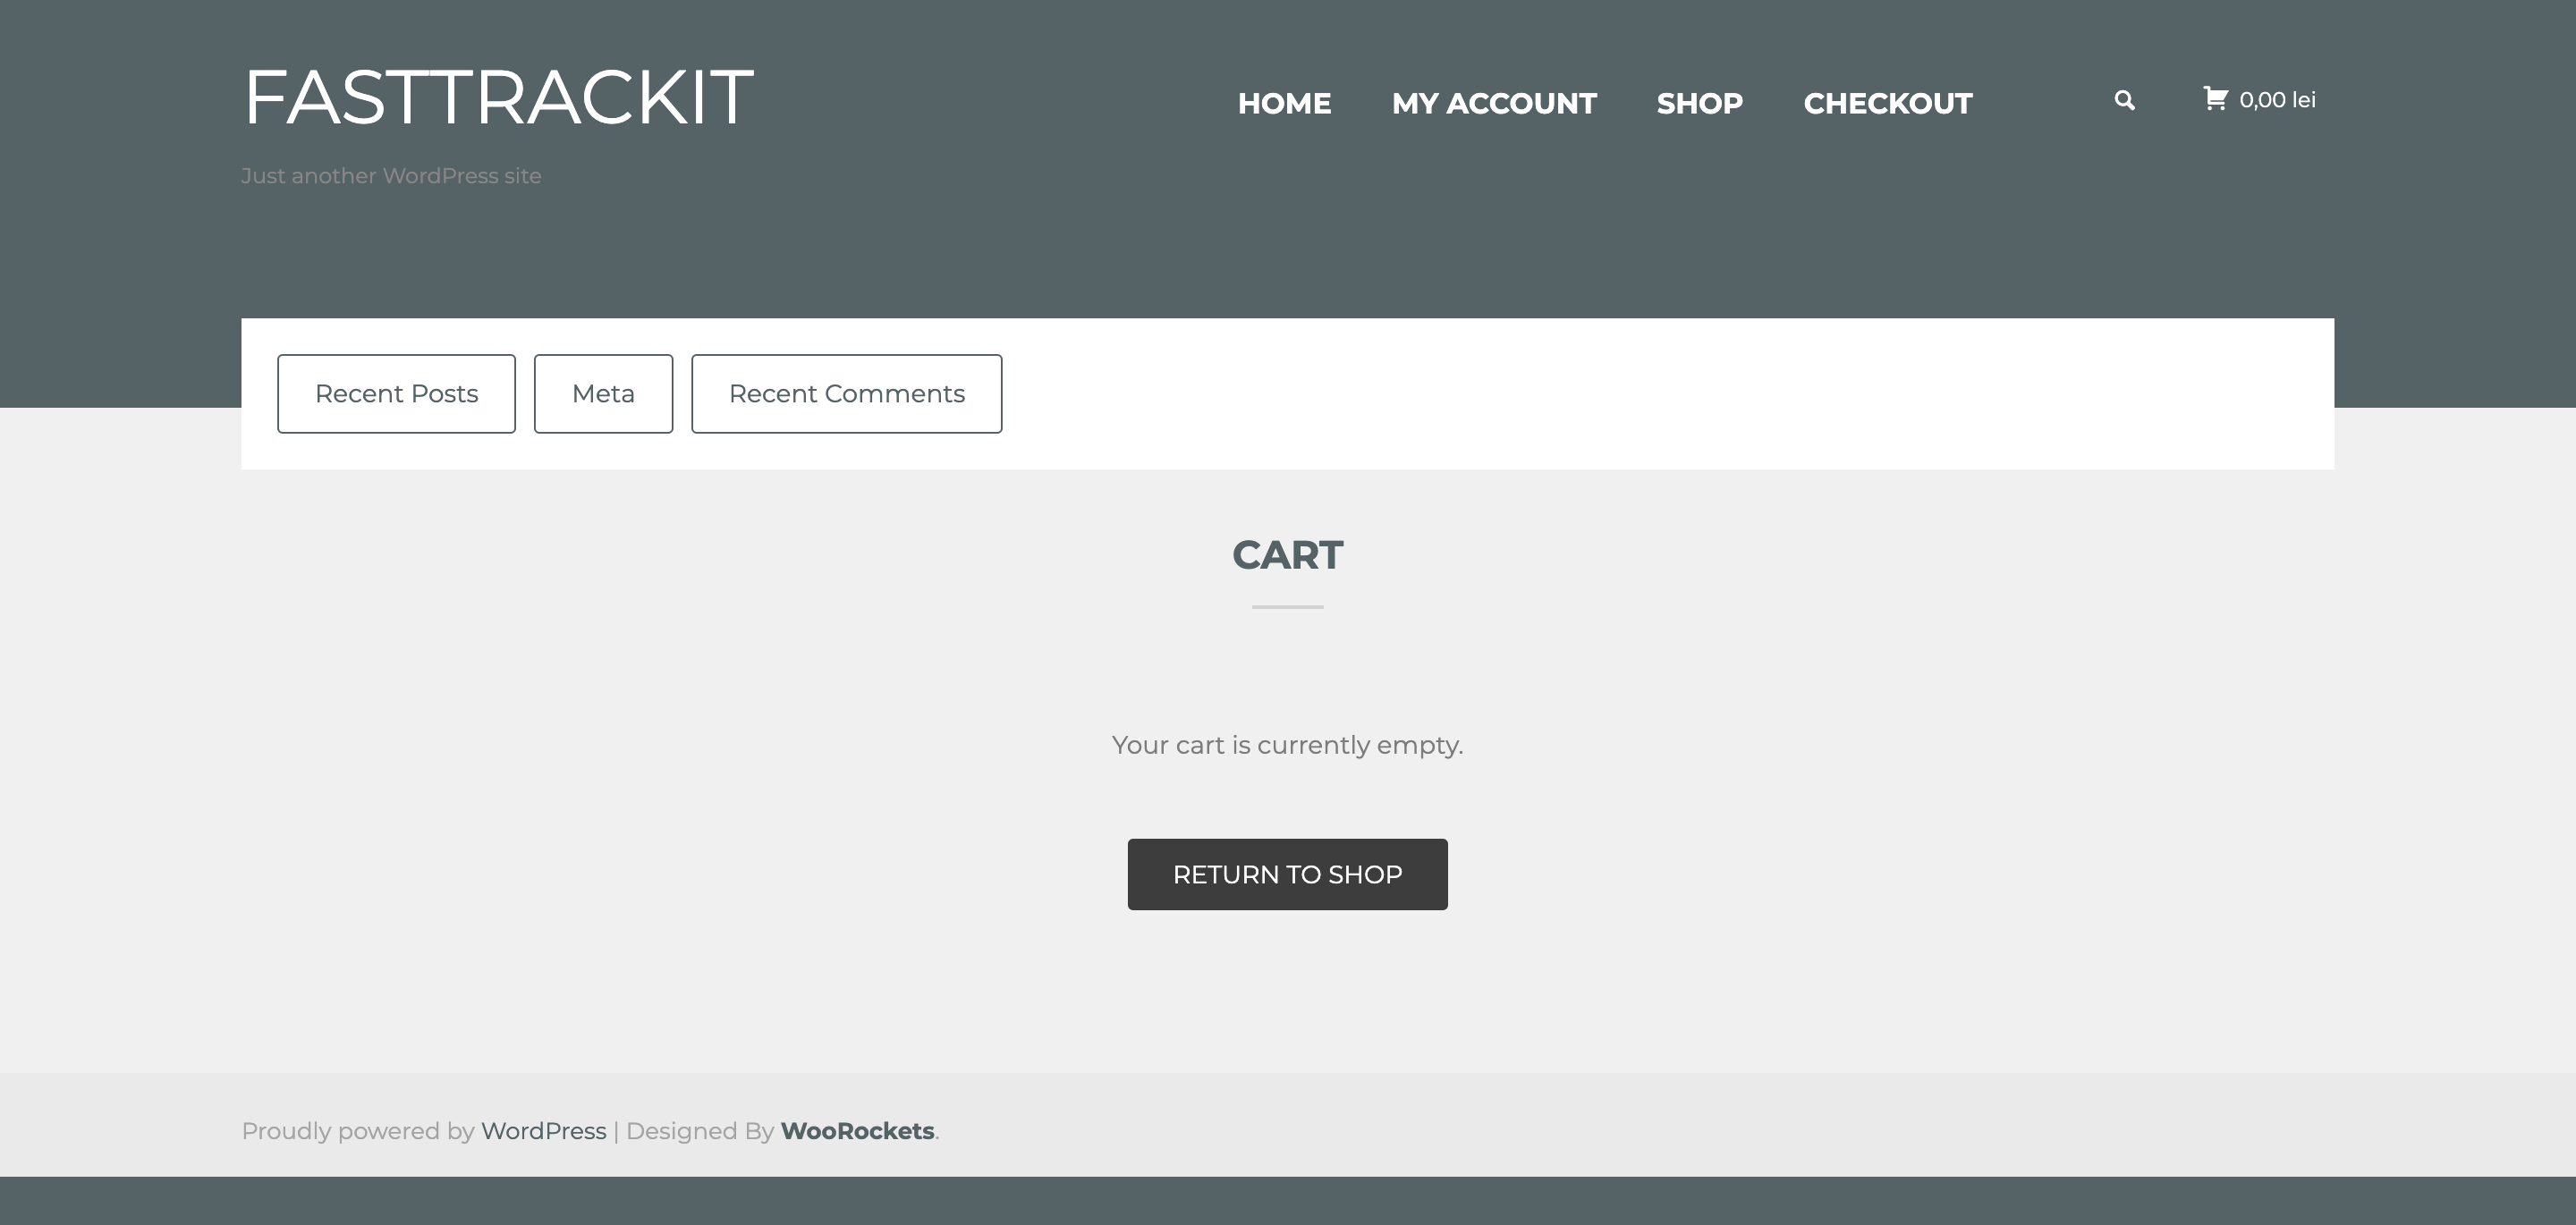 FASTTRACKIT
HOME MY ACCOUNT SHOP CHECKOUT 0,00 lei
Just another WordPress site
Recent Posts Meta Recent Comments
CART
Your cart is currently empty.
RETURN TO SHOP
Proudly powered by WordPress | Designed By WooRockets.